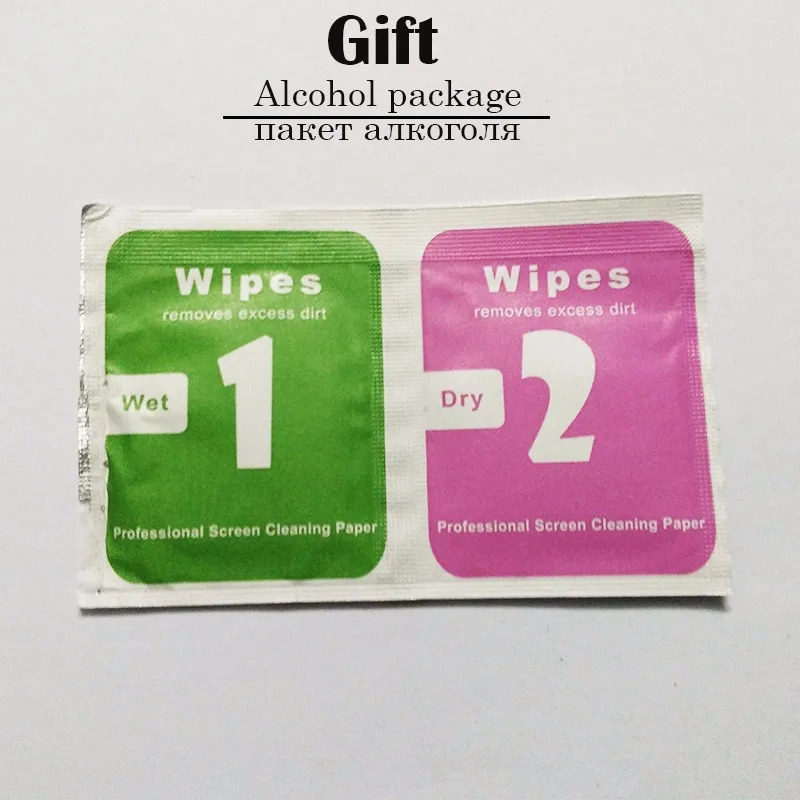 Gift
Alcohol package
пакет алкоголя
Wipes
removes excess dirt
Wet
1
Professional Screen Cleaning Paper
Wipes
removes excess dirt
Dry
2
Professional Screen Cleaning Paper